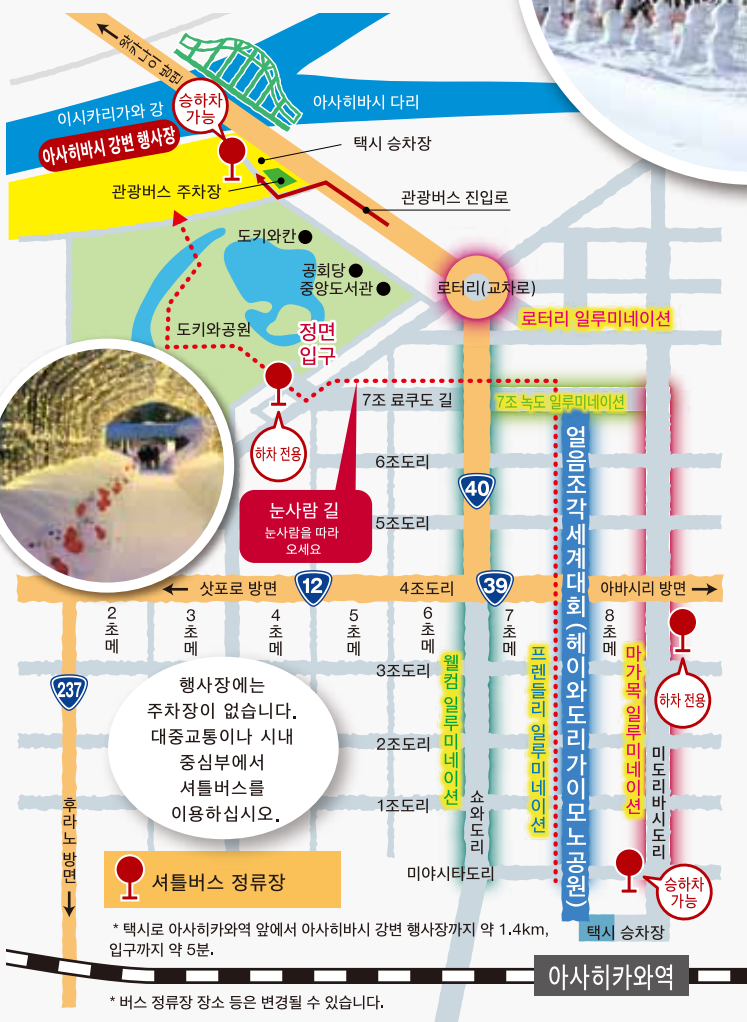 왓카나이 방면
이시카리가와 강
승하차
가능
아사히바시 다리
아사히바시 강변 행사장
택시 승차장
관광버스 주차장
관광버스 진입로
도키와칸
공회당
중앙도서관
로터리(교차로)
로터리 일루미네이션
도키와공원
정면
입구
7조 료쿠도 길
7조 녹도 일루미네이션
하차 전용
6조도리
40
눈사람 길
눈사람을 따라
오세요
5조도리
얼음조각세계대회(헤이와도리가이모노공원)
삿포로 방면
12
4조도리
39
아바시리 방면
2초메
3초메
4초메
5초메
6초메
7초메
8초메
237
3조도리
웰컴 일루미네이션
프렌들리 일루미네이션
마가목 일루미네이션
하차 전용
행사장에는
주차장이 없습니다.
대중교통이나 시내
중심부에서
셔틀버스를
이용하십시오.
2조도리
1조도리
쇼와도리
미도리바시도리
후라노 방면
미야시타도리
셔틀버스 정류장
승하차
가능
택시 승차장
* 택시로 아사히카와역 앞에서 아사히바시 강변 행사장까지 약 1.4km,
입구까지 약 5분.
아사히카와역
* 버스 정류장 장소 등은 변경될 수 있습니다.